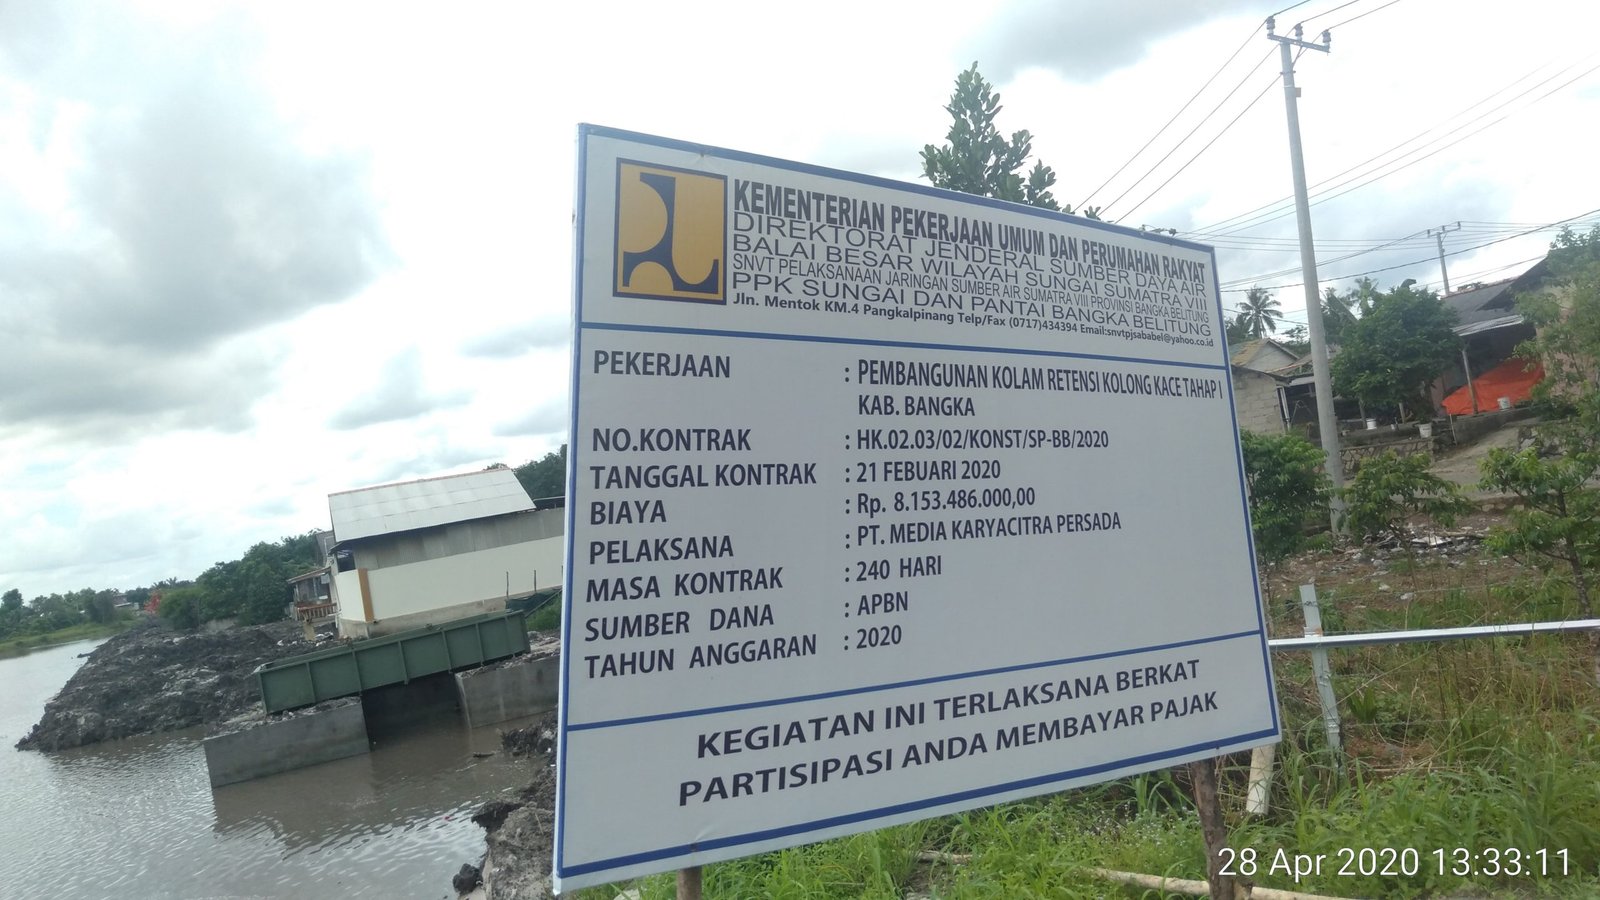 KEMENTERIAN PEKERJAAN UMUM DAN PERUMAHAN RAKYAT
DIREKTORAT JENDERAL SUMBER DAYA AIR
BALAI BESAR WILAYAH SUNGAI SUMATRA VIII
SNVT PELAKSANAAN JARINGAN SUMBER AIR SUMATRA VIII PROVINSI BANGKA BELITUNG
PPK SUNGAI DAN PANTAI BANGKA BELITUNG
Jln. Mentok KM.4 Pangkalpinang Telp/Fax (0717)434394 Email:snvtpjsababel@yahoo.co.id
PEKERJAAN : PEMBANGUNAN KOLAM RETENSI KOLONG KACE TAHAP I
KAB. BANGKA
NO.KONTRAK : HK.02.03/02/KONST/SP-BB/2020
TANGGAL KONTRAK : 21 FEBUARI 2020
BIAYA : Rp. 8.153.486.000,00
PELAKSANA : PT. MEDIA KARYACITRA PERSADA
MASA KONTRAK : 240 HARI
SUMBER DANA : APBN
TAHUN ANGGARAN : 2020
KEGIATAN INI TERLAKSANA BERKAT
PARTISIPASI ANDA MEMBAYAR PAJAK
28 Apr 2020 13:33:11